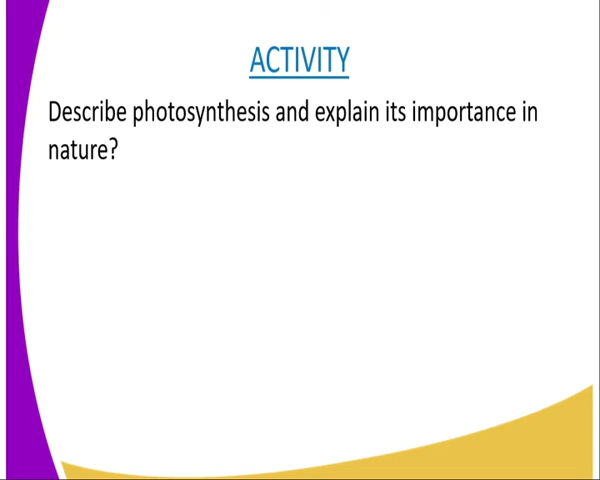 ACTIVITY
Describe photosynthesis and explain its importance in
nature?